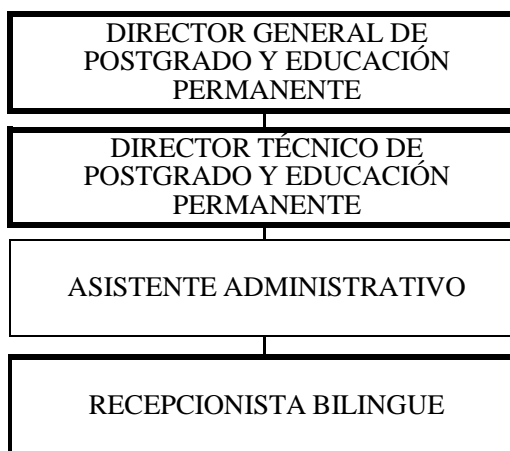 DIRECTOR GENERAL DE
POSTGRADO Y EDUCACIÓN
PERMANENTE
DIRECTOR TÉCNICO DE
POSTGRADO Y EDUCACIÓN
PERMANENTE
ASISTENTE ADMINISTRATIVO
RECEPCIONISTA BILINGUE